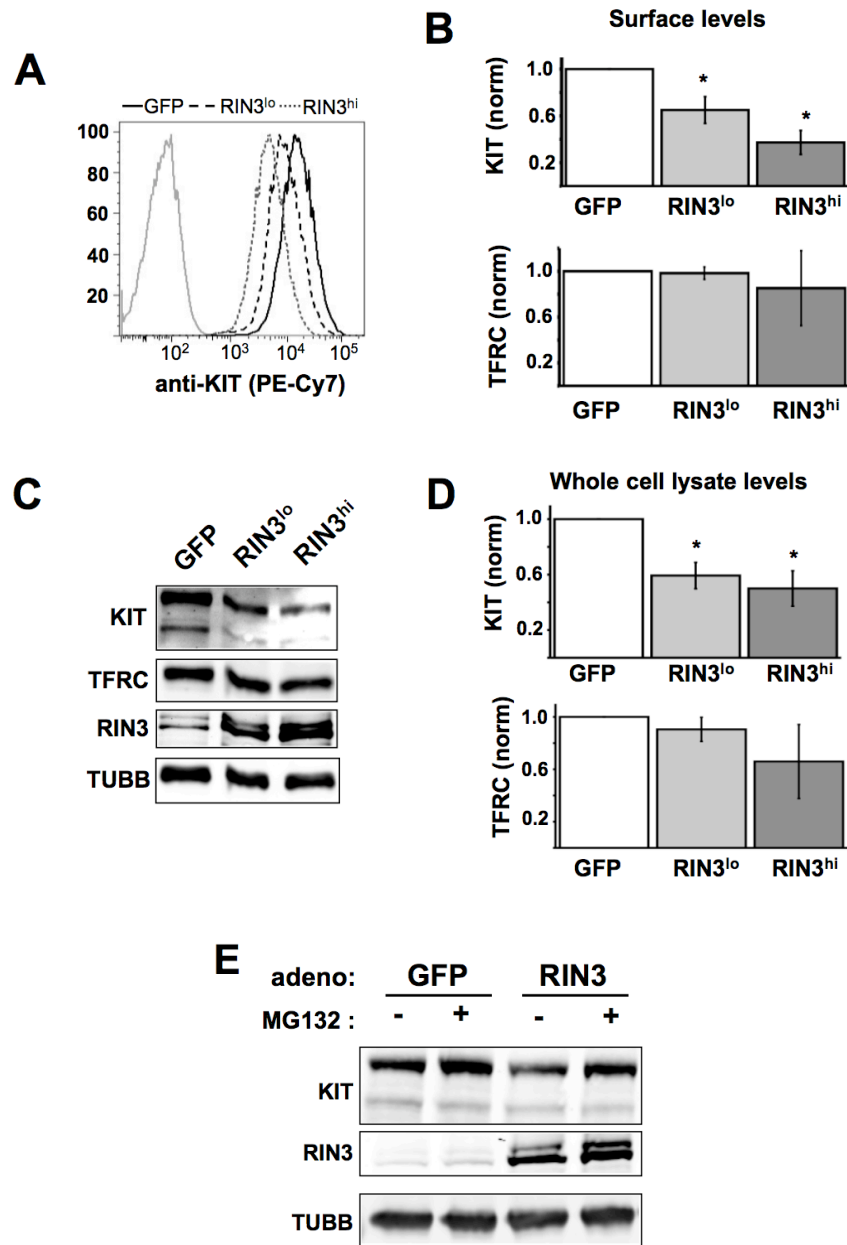 A
GFP RIN3lo RIN3hi
100
80
60
40
20
10² 10³ 10⁴ 10⁵
anti-KIT (PE-Cy7)
B
Surface levels
KIT (norm)
1.0
0.6
0.2
*
*
GFP RIN3lo RIN3hi
TFRC (norm)
1.0
0.6
0.2
GFP RIN3lo RIN3hi
C
GFP RIN3lo RIN3hi
KIT
TFRC
RIN3
TUBB
D
Whole cell lysate levels
KIT (norm)
1.0
0.6
0.2
*
*
GFP RIN3lo RIN3hi
TFRC (norm)
1.0
0.6
0.2
GFP RIN3lo RIN3hi
E
adeno: GFP RIN3
MG132 : - + - +
KIT
RIN3
TUBB